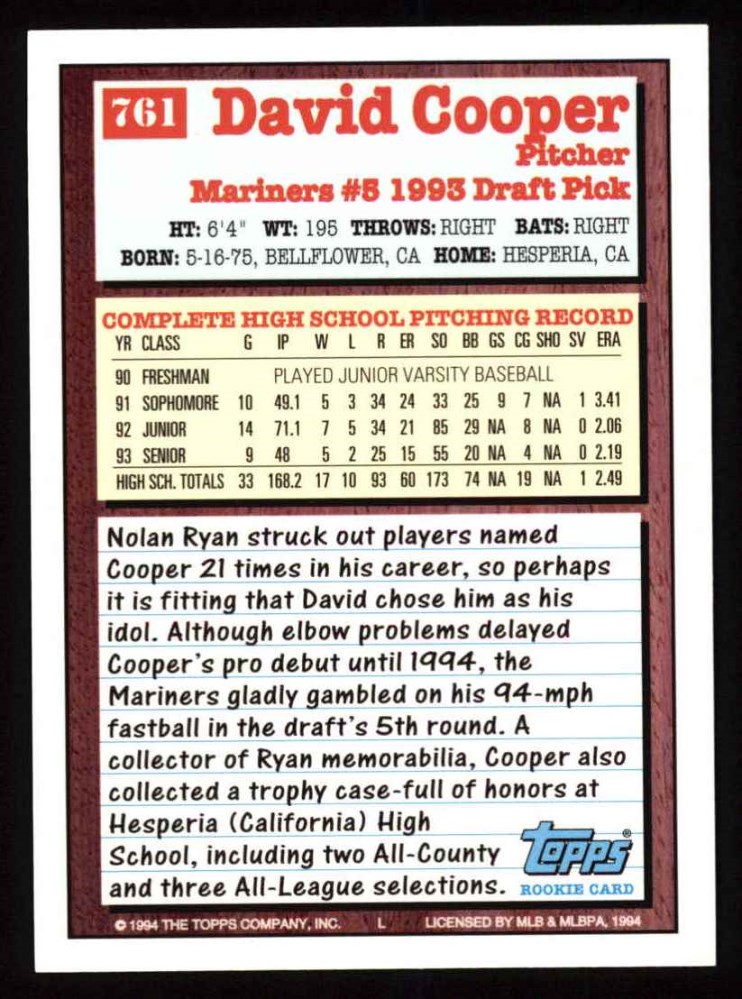 761 David Cooper
Pitcher
Mariners #5 1993 Draft Pick
HT: 6'4" WT: 195 THROWS: RIGHT BATS: RIGHT
BORN: 5-16-75, BELLFLOWER, CA HOME: HESPERIA, CA
COMPLETE HIGH SCHOOL PITCHING RECORD
YR CLASS G IP W L R ER SO BB GS CG SHO SV ERA
90 FRESHMAN PLAYED JUNIOR VARSITY BASEBALL
91 SOPHOMORE 10 49.1 5 3 34 24 33 25 9 7 NA 1 3.41
92 JUNIOR 14 71.1 7 5 34 21 85 29 NA 8 NA 0 2.06
93 SENIOR 9 48 5 2 25 15 55 20 NA 4 NA 0 2.19
HIGH SCH. TOTALS 33 168.2 17 10 93 60 173 74 NA 19 NA 1 2.49
Nolan Ryan struck out players named
Cooper 21 times in his career, so perhaps
it is fitting that David chose him as his
idol. Although elbow problems delayed
Cooper's pro debut until 1994, the
Mariners gladly gambled on his 94-mph
fastball in the draft's 5th round. A
collector of Ryan memorabilia, Cooper also
collected a trophy case-full of honors at
Hesperia (California) High
School, including two All-County
and three All-League selections.
Topps®
ROOKIE CARD
© 1994 THE TOPPS COMPANY, INC. L LICENSED BY MLB & MLBPA, 1994